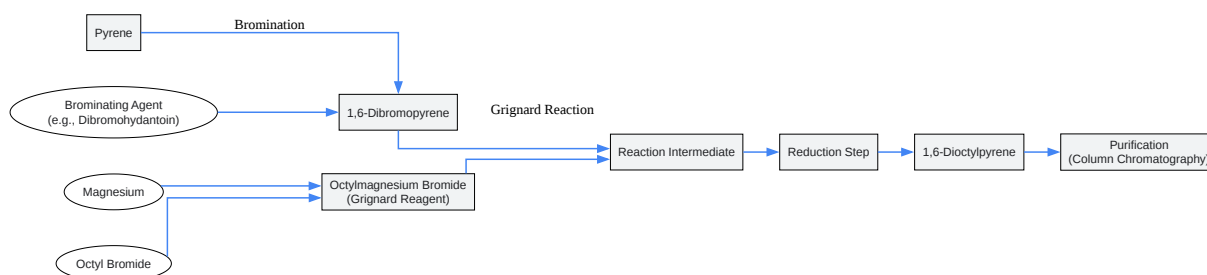 Pyrene
Bromination
Brominating Agent
(e.g., Dibromohydantoin)
1,6-Dibromopyrene
Grignard Reaction
Reaction Intermediate
Reduction Step
1,6-Dioctylpyrene
Purification
(Column Chromatography)
Magnesium
Octylmagnesium Bromide
(Grignard Reagent)
Octyl Bromide